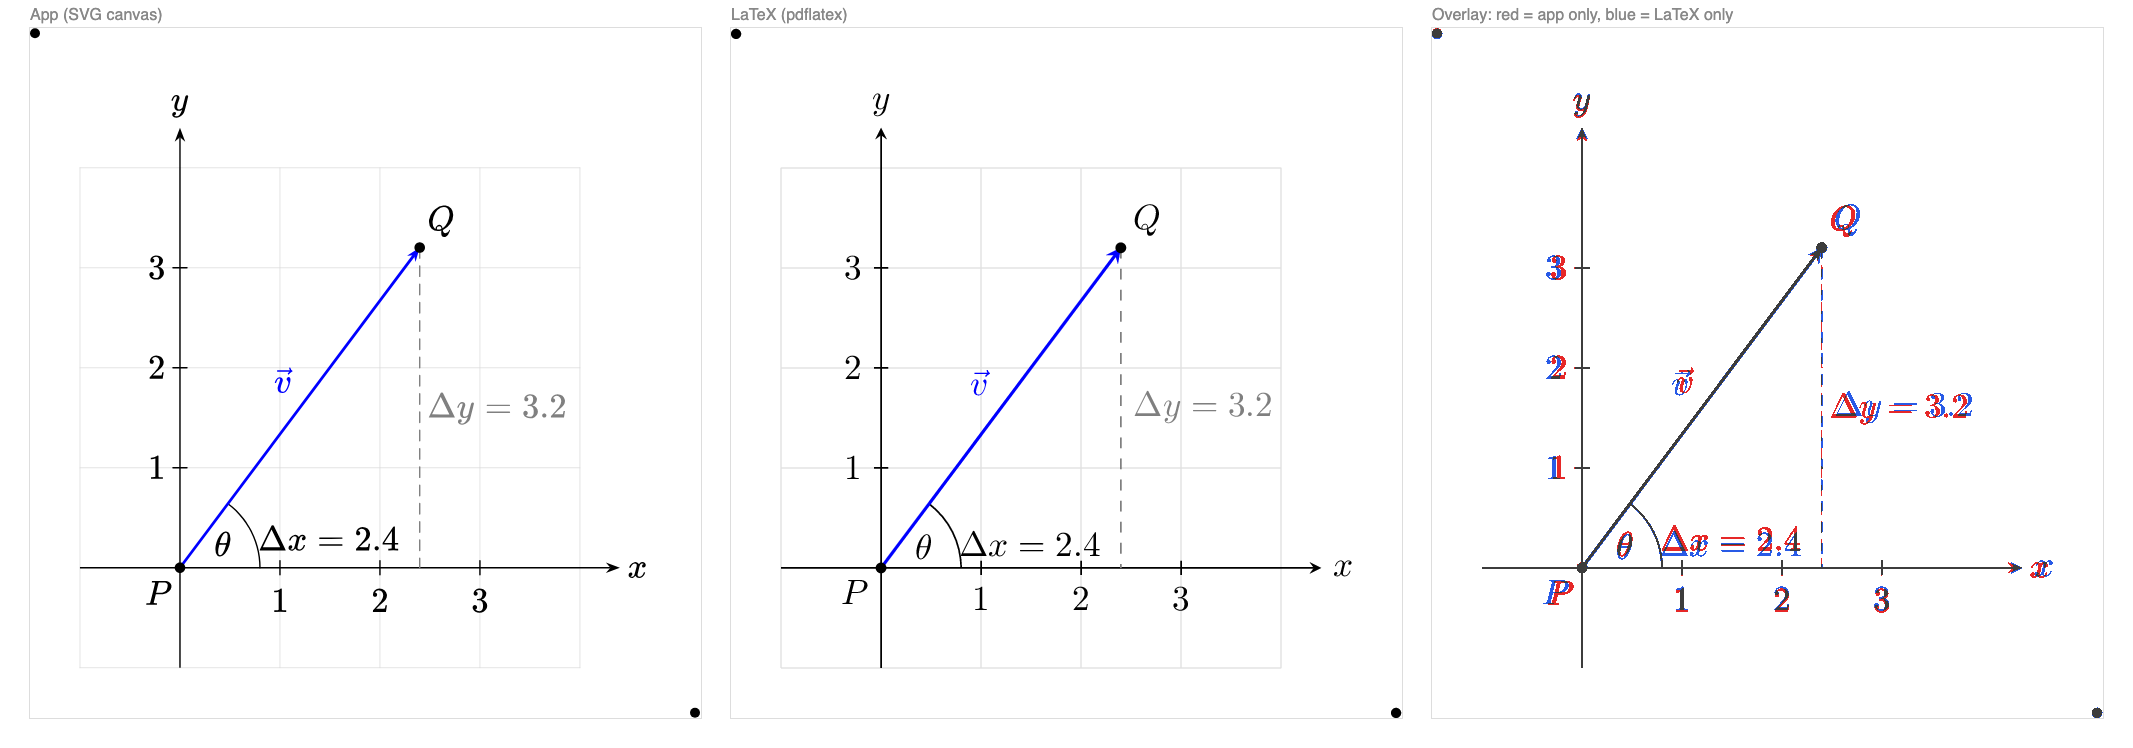 App (SVG canvas)
y
Q
3
2
v⃗
Δy = 3.2
1
θ
Δx = 2.4
x
P
1 2 3
LaTeX (pdflatex)
y
Q
3
2
v⃗
Δy = 3.2
1
θ
Δx = 2.4
x
P
1 2 3
Overlay: red = app only, blue = LaTeX only
y
Q
3
2
v⃗
Δy = 3.2
1
θ
Δx = 2.4
x
P
1 2 3